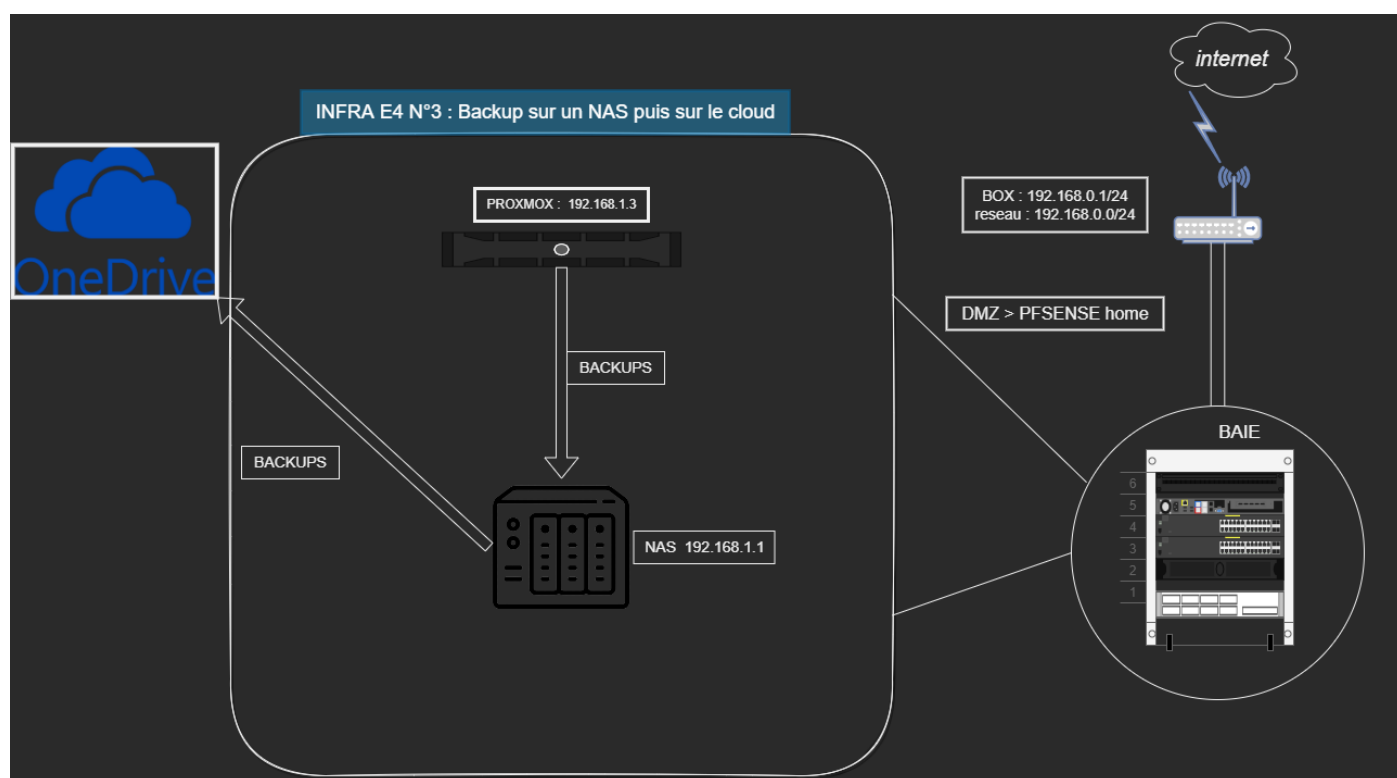 internet
INFRA E4 N°3 : Backup sur un NAS puis sur le cloud
OneDrive
PROXMOX : 192.168.1.3
BOX : 192.168.0.1/24
reseau : 192.168.0.0/24
DMZ > PFSENSE home
BACKUPS
BACKUPS
NAS 192.168.1.1
BAIE
6
5
4
3
2
1